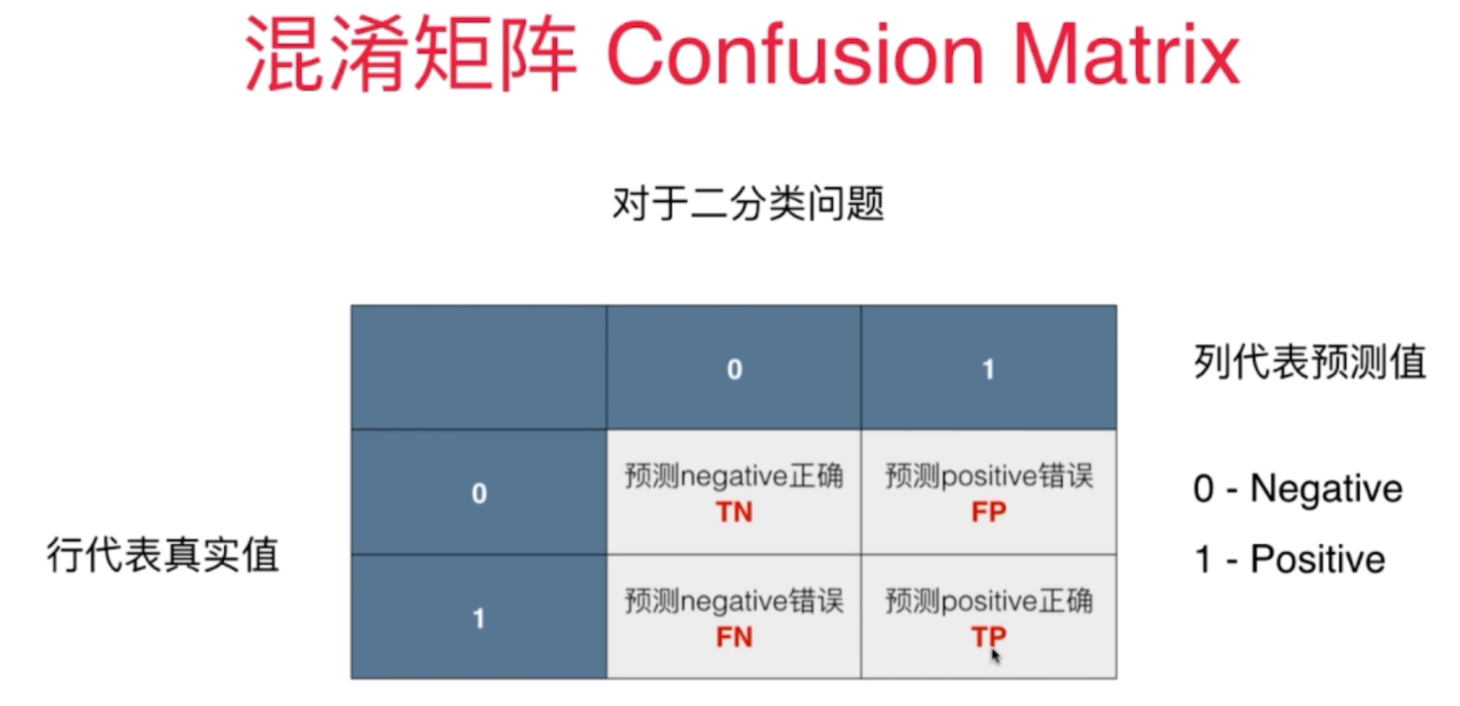 混淆矩阵 Confusion Matrix
对于二分类问题
0
1
列代表预测值
0
预测negative正确
TN
预测positive错误
FP
0 - Negative
行代表真实值
1
预测negative错误
FN
预测positive正确
TP
1 - Positive